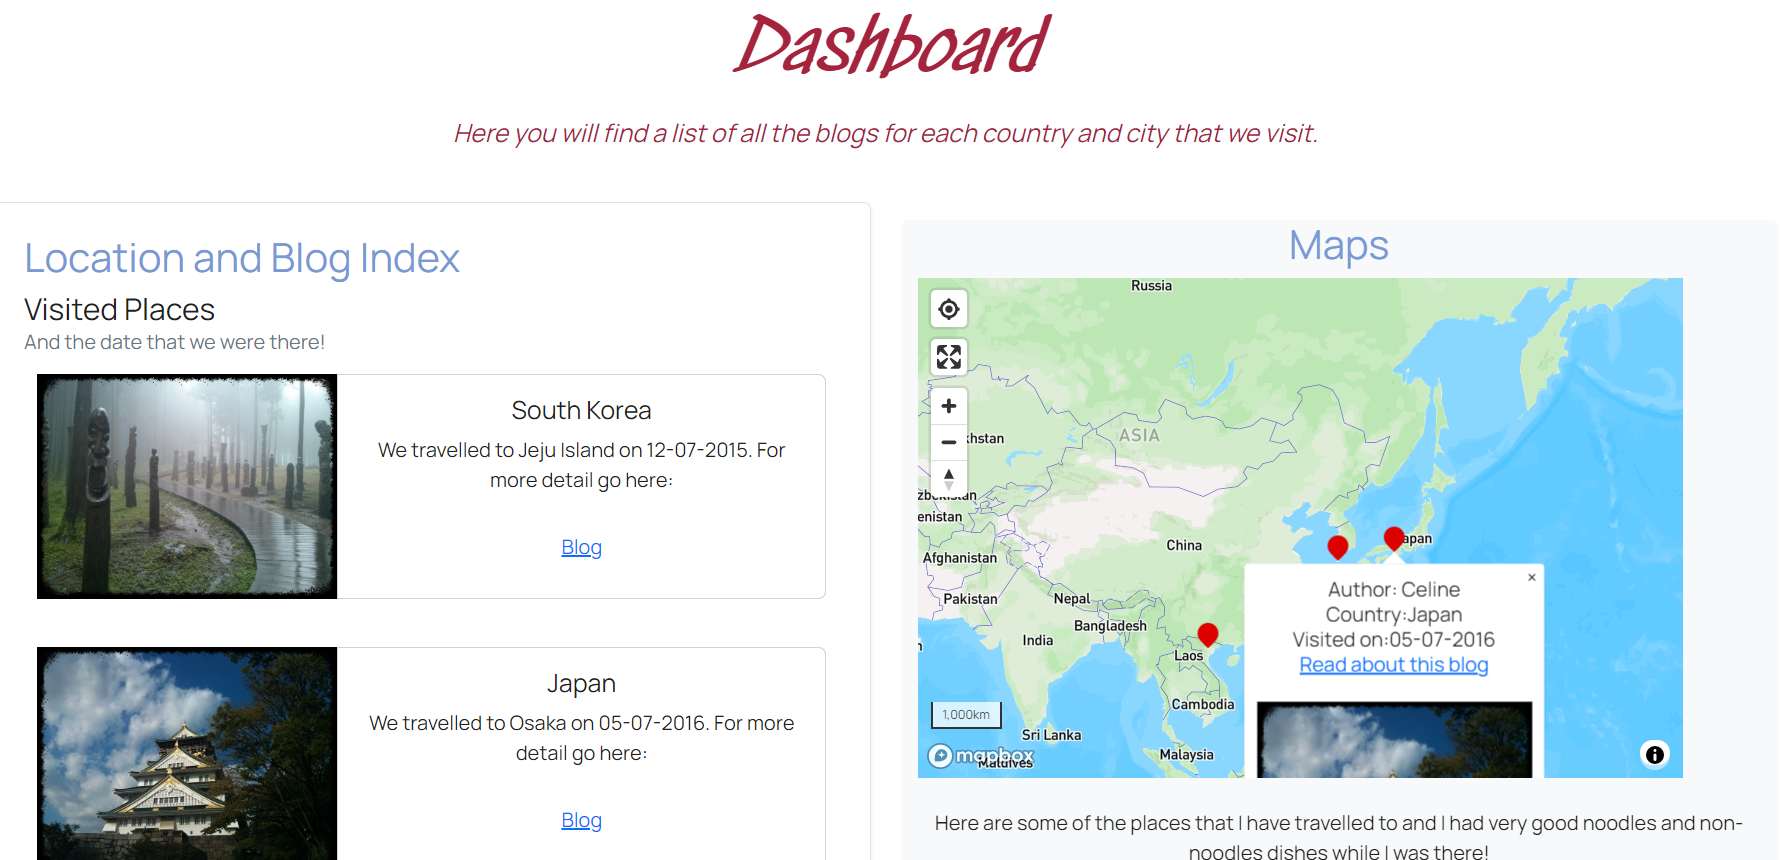 Dashboard
Here you will find a list of all the blogs for each country and city that we visit.
Location and Blog Index
Visited Places
And the date that we were there!
South Korea
We travelled to Jeju Island on 12-07-2015. For
more detail go here:
Blog
Japan
We travelled to Osaka on 05-07-2016. For more
detail go here:
Blog
Maps
Russia
khstan
ASIA
enistan
China
apan
Afghanistan
Pakistan
Nepal
Bangladesh
India
Laos
Cambodia
Sri Lanka
Malaysia
Maldives
1,000km
mapbox
Author: Celine
Country:Japan
Visited on:05-07-2016
Read about this blog
×
Here are some of the places that I have travelled to and I had very good noodles and non-
noodles dishes while I was there!